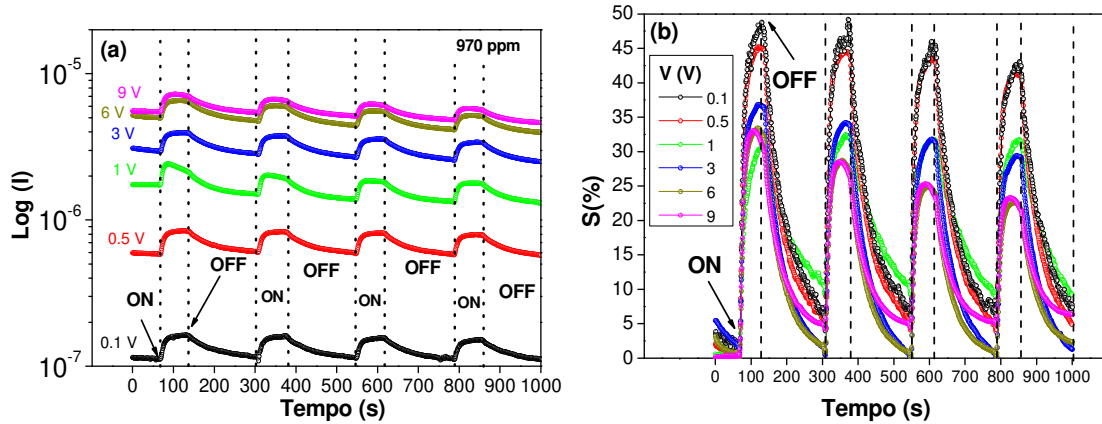 (a)
970 ppm
10⁻⁵
9 V
6 V
3 V
10⁻⁶
1 V
0.5 V
OFF
OFF
OFF
OFF
ON
ON
ON
ON
0.1 V
10⁻⁷
Log (I)
0 100 200 300 400 500 600 700 800 900 1000
Tempo (s)
(b)
50
45
40
35
30
25
20
15
10
5
0
S(%)
OFF
V (V)
0.1
0.5
1
3
6
9
ON
0 100 200 300 400 500 600 700 800 900 1000
Tempo (s)